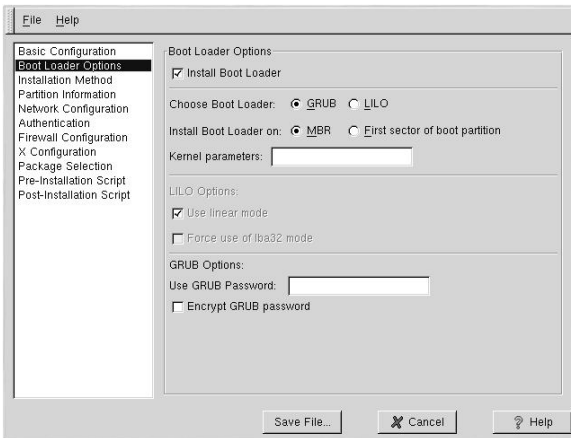 File Help
Basic Configuration
Boot Loader Options
Installation Method
Partition Information
Network Configuration
Authentication
Firewall Configuration
X Configuration
Package Selection
Pre-Installation Script
Post-Installation Script
Boot Loader Options
Install Boot Loader
Choose Boot Loader: GRUB LILO
Install Boot Loader on: MBR First sector of boot partition
Kernel parameters:
LILO Options:
Use linear mode
Force use of lba32 mode
GRUB Options:
Use GRUB Password:
Encrypt GRUB password
Save File... Cancel Help